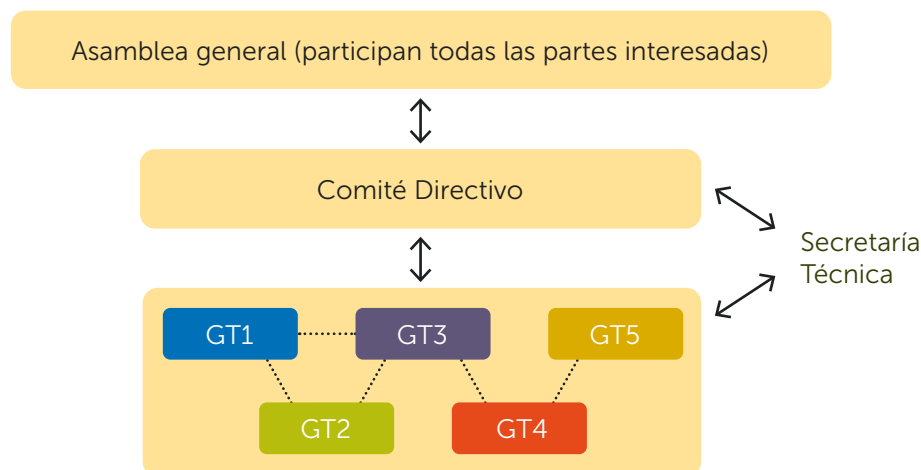 Asamblea general (participan todas las partes interesadas)
Comité Directivo
Secretaría
Técnica
GT1
GT3
GT5
GT2
GT4